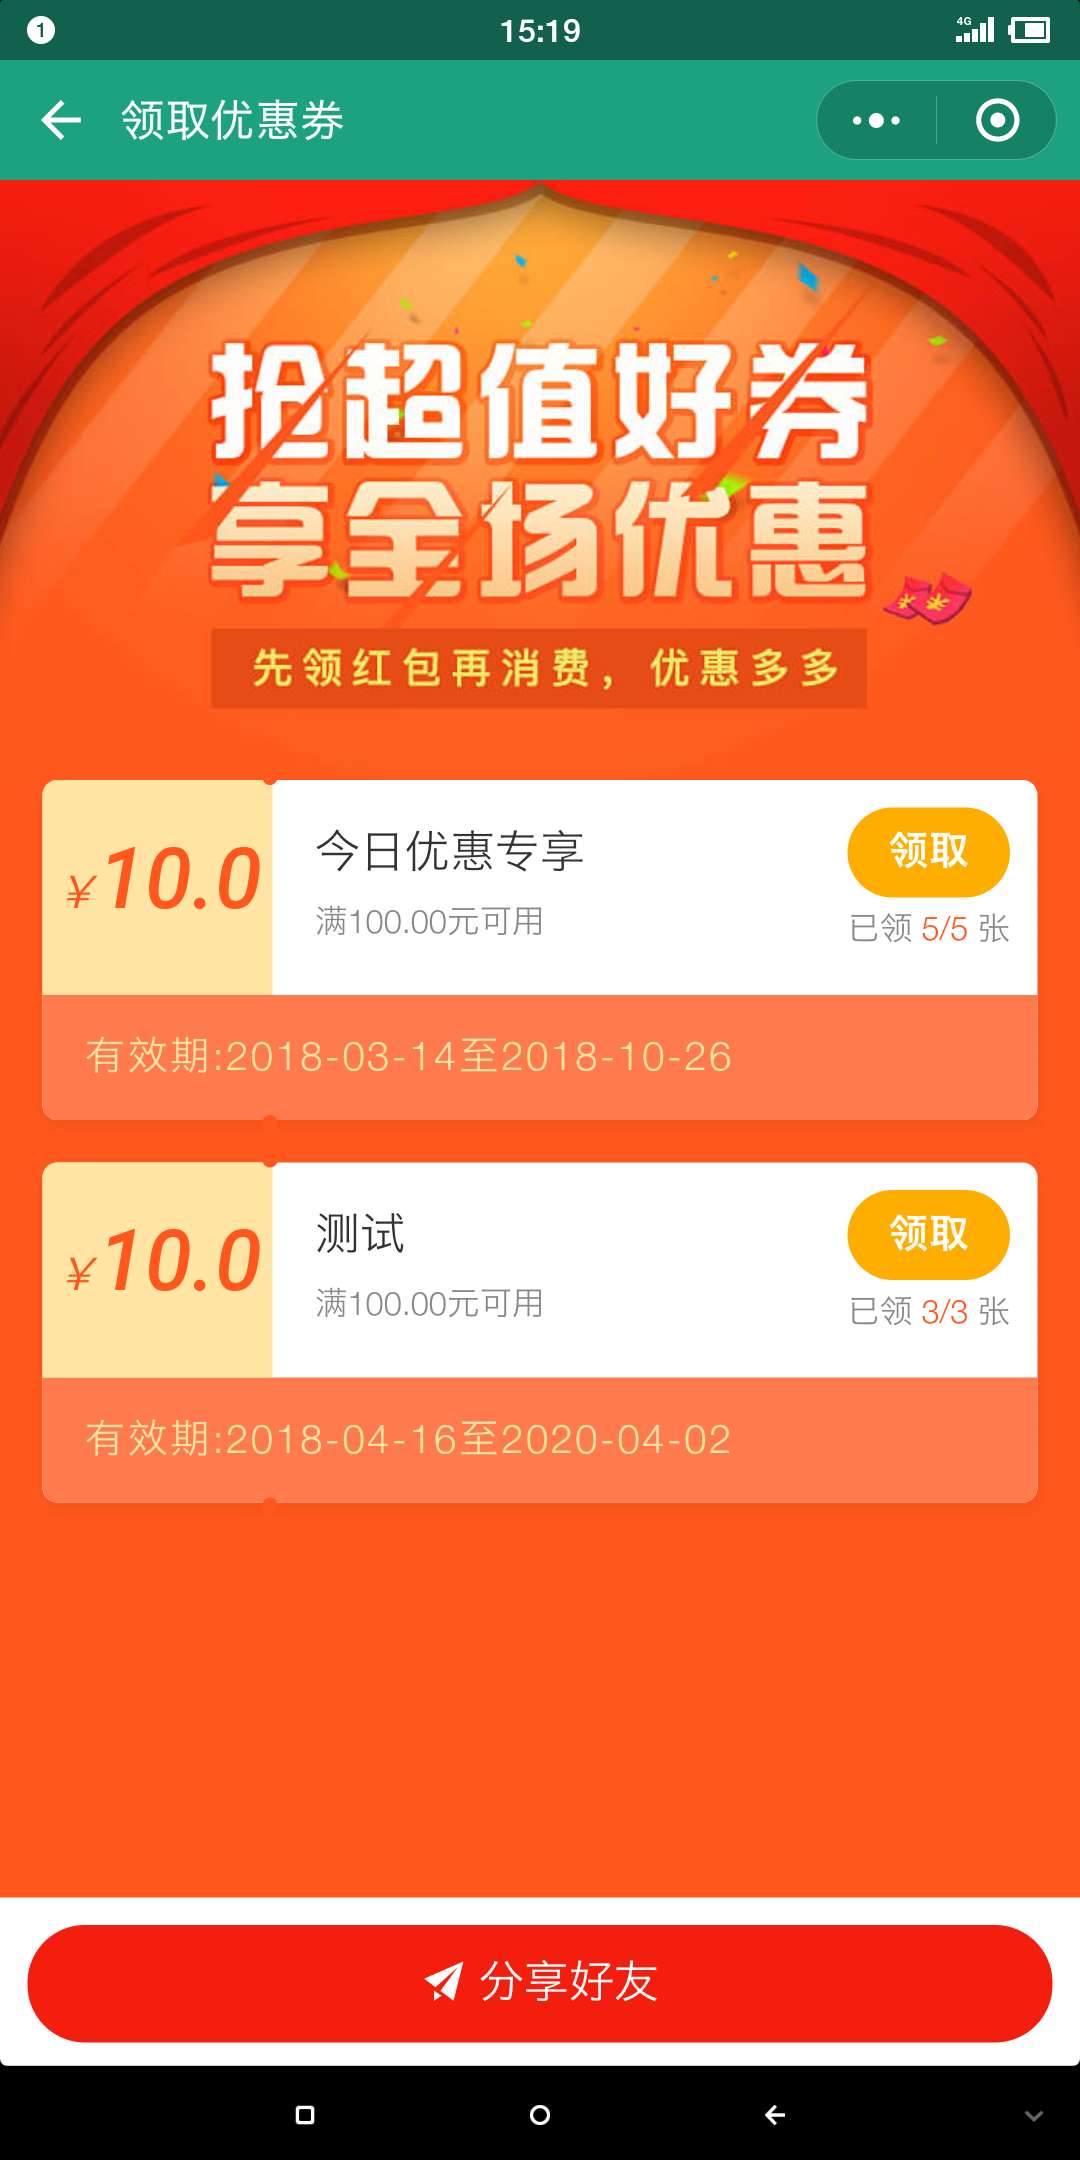 1
15:19
4G
领取优惠券
抢超值好券
享全场优惠
先领红包再消费，优惠多多
¥10.0
今日优惠专享
满100.00元可用
领取
已领 5/5 张
有效期:2018-03-14至2018-10-26
¥10.0
测试
满100.00元可用
领取
已领 3/3 张
有效期:2018-04-16至2020-04-02
分享好友